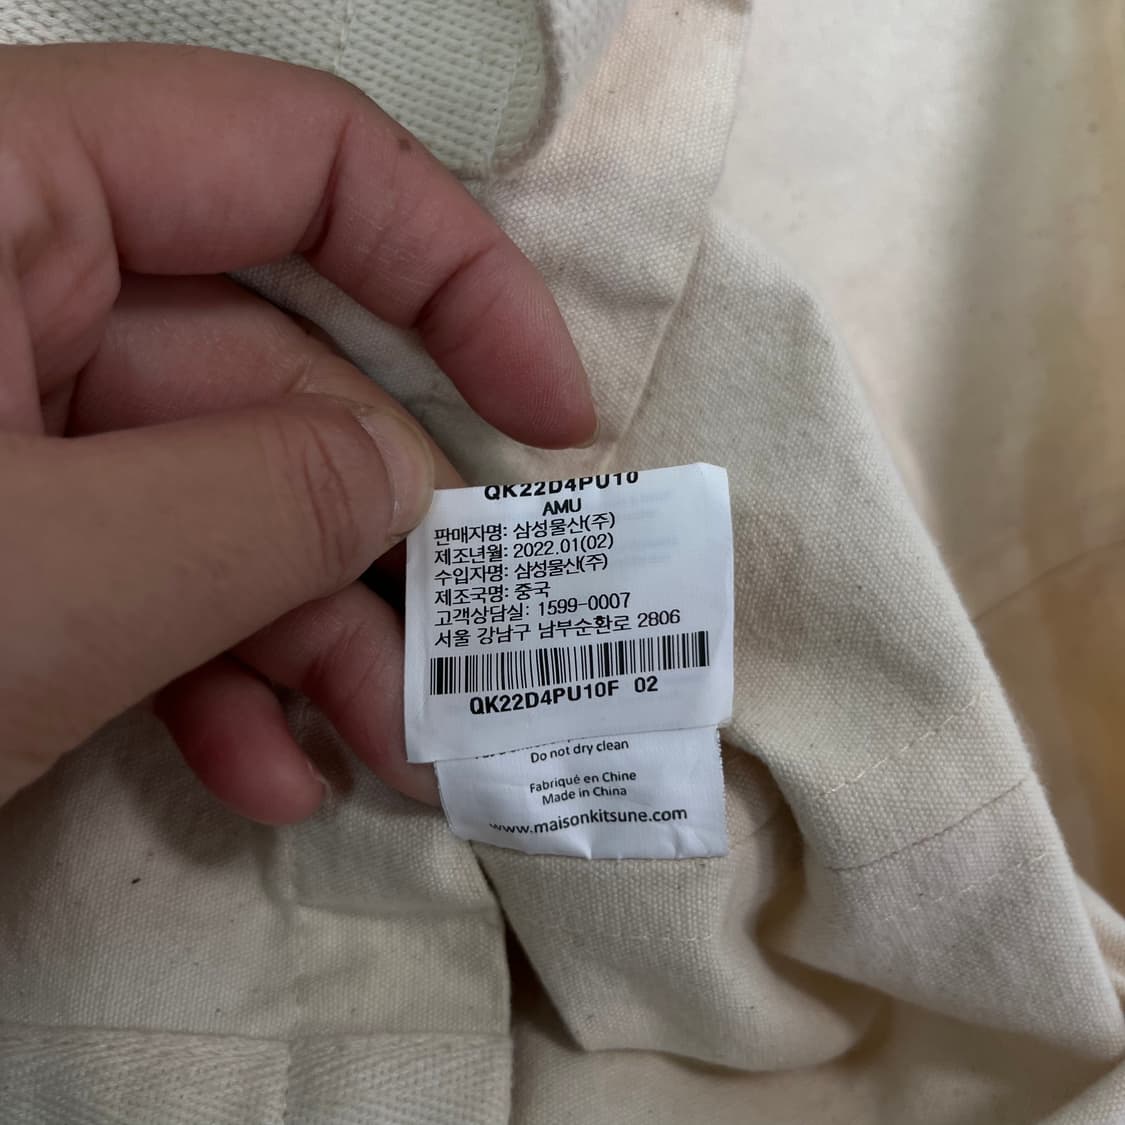 QK22D4PU10
AMU
판매자명: 삼성물산(주)
제조년월: 2022.01(02)
수입자명: 삼성물산(주)
제조국명: 중국
고객상담실: 1599-0007
서울 강남구 남부순환로 2806
QK22D4PU10F 02
Do not dry clean
Fabriqué en Chine
Made in China
www.maisonkitsune.com